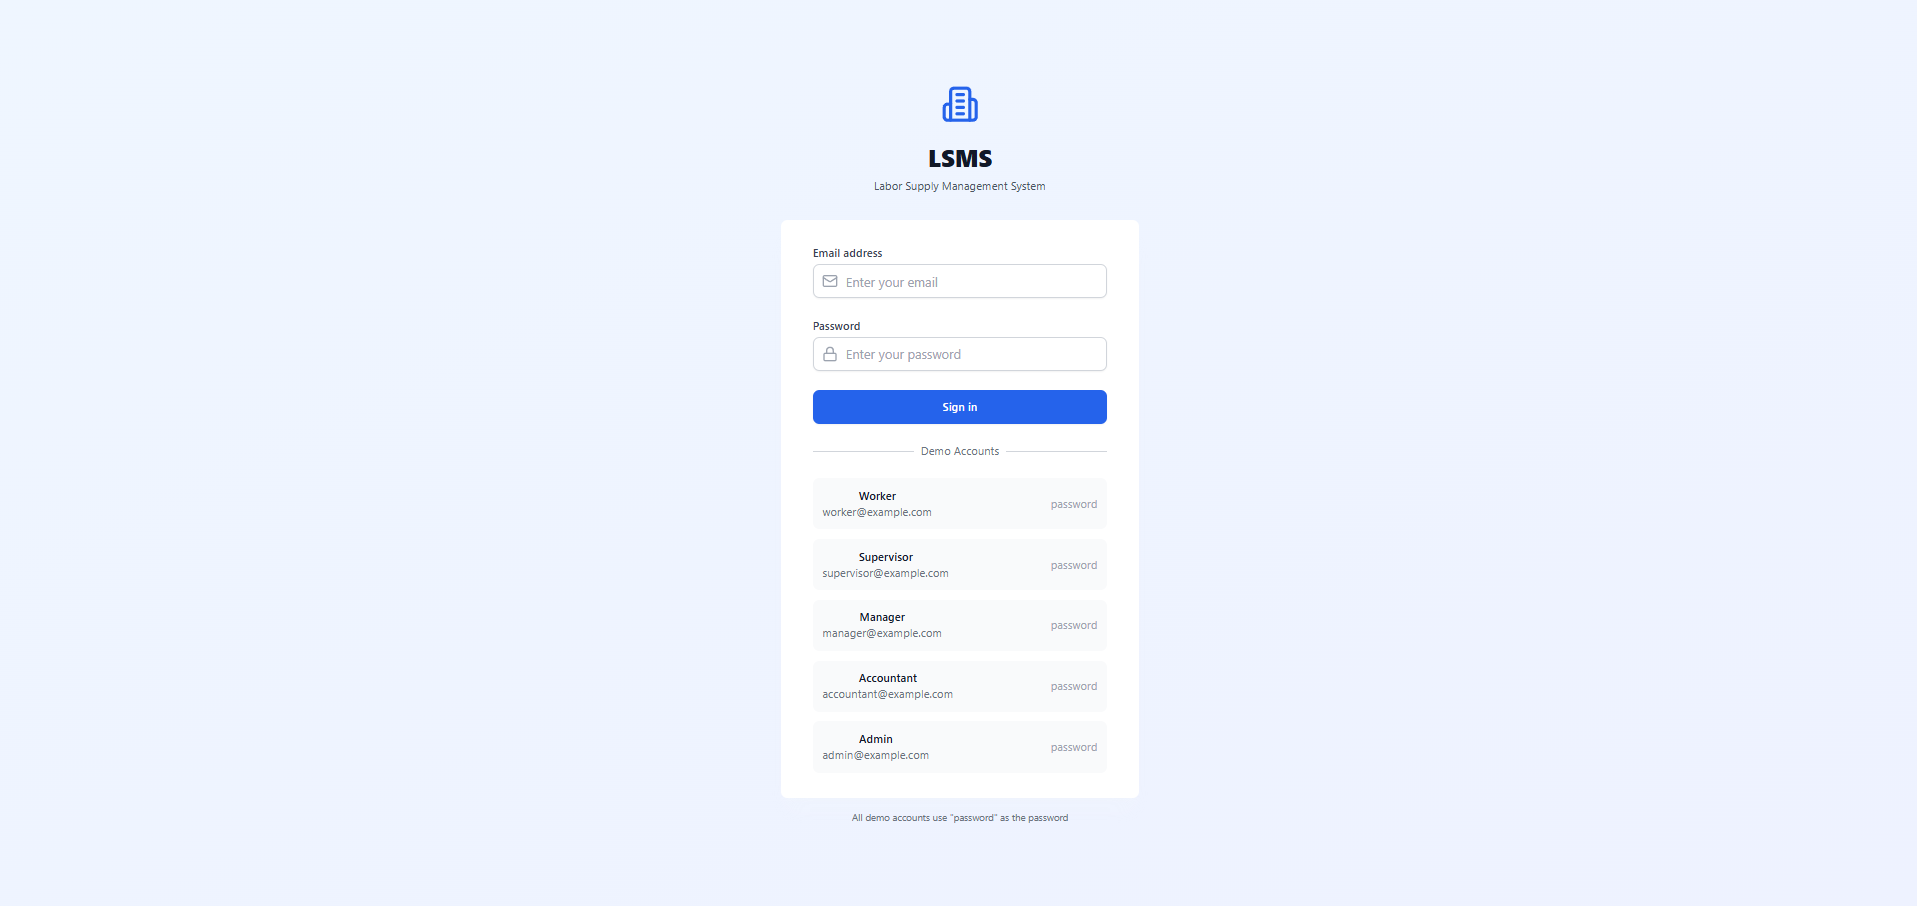 LSMS
Labor Supply Management System
Email address
Enter your email
Password
Enter your password
Sign in
Demo Accounts
Worker
worker@example.com
password
Supervisor
supervisor@example.com
password
Manager
manager@example.com
password
Accountant
accountant@example.com
password
Admin
admin@example.com
password
All demo accounts use "password" as the password